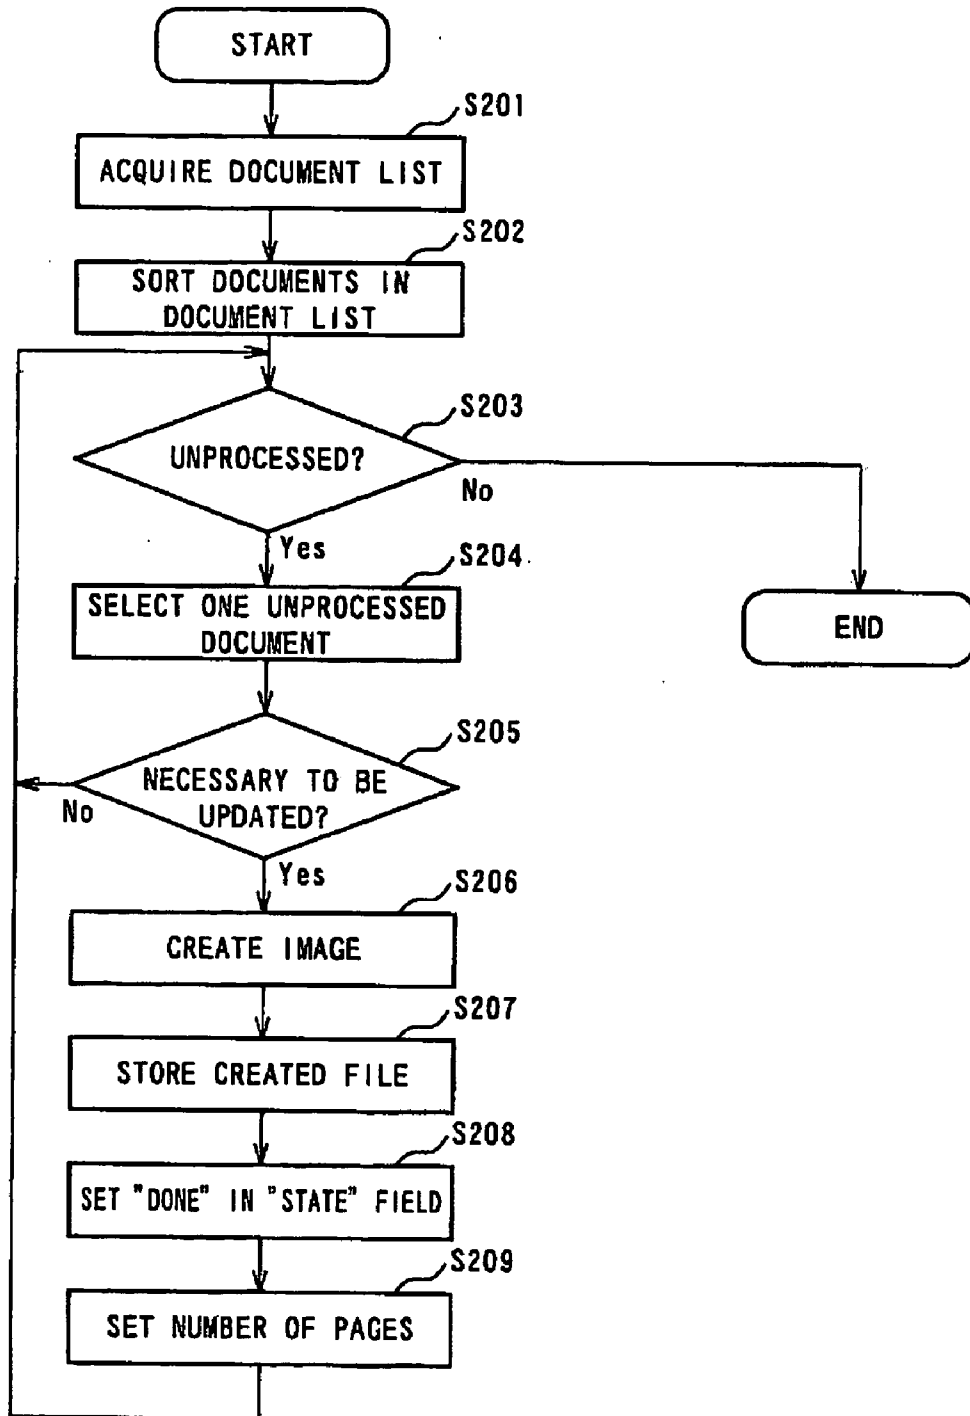 START
S201
ACQUIRE DOCUMENT LIST
S202
SORT DOCUMENTS IN
DOCUMENT LIST
S203
UNPROCESSED?
No
Yes
S204
SELECT ONE UNPROCESSED
DOCUMENT
END
S205
NECESSARY TO BE
UPDATED?
No
Yes
S206
CREATE IMAGE
S207
STORE CREATED FILE
S208
SET "DONE" IN "STATE" FIELD
S209
SET NUMBER OF PAGES